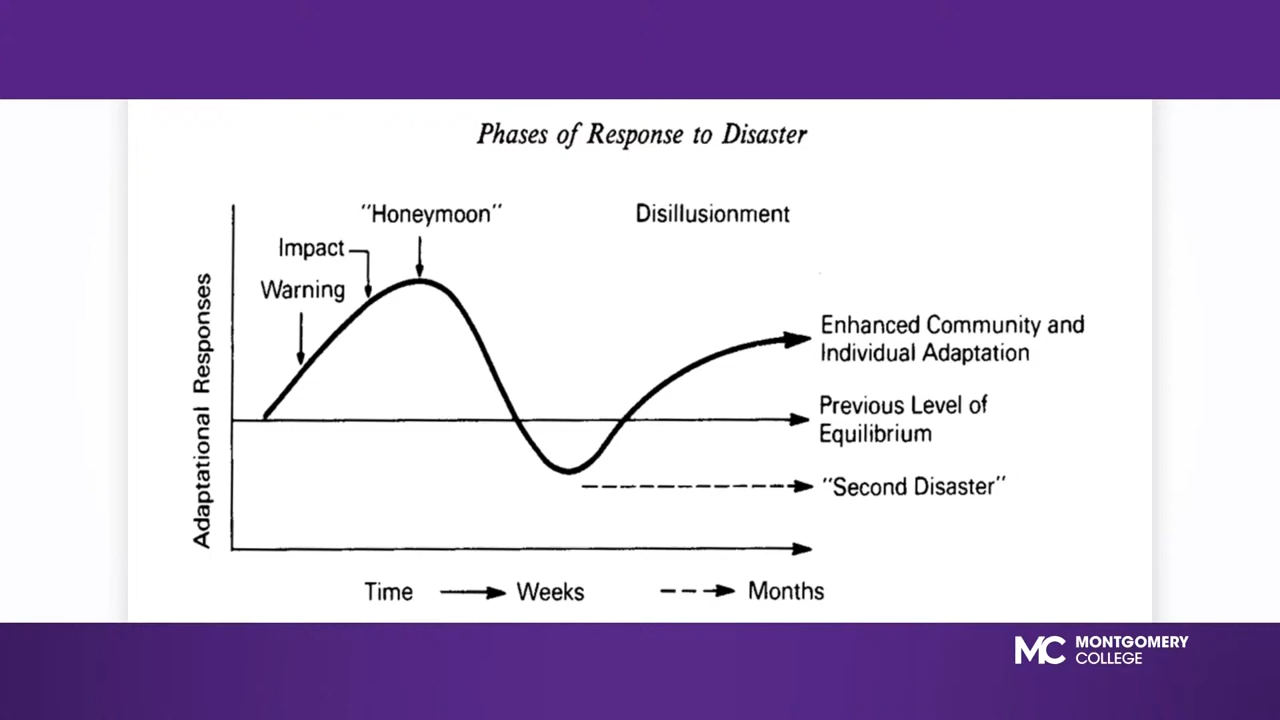 Phases of Response to Disaster
"Honeymoon"
Disillusionment
Impact
Warning
Adaptational Responses
Enhanced Community and
Individual Adaptation
Previous Level of
Equilibrium
"Second Disaster"
Time
Weeks
Months
MC MONTGOMERY
COLLEGE